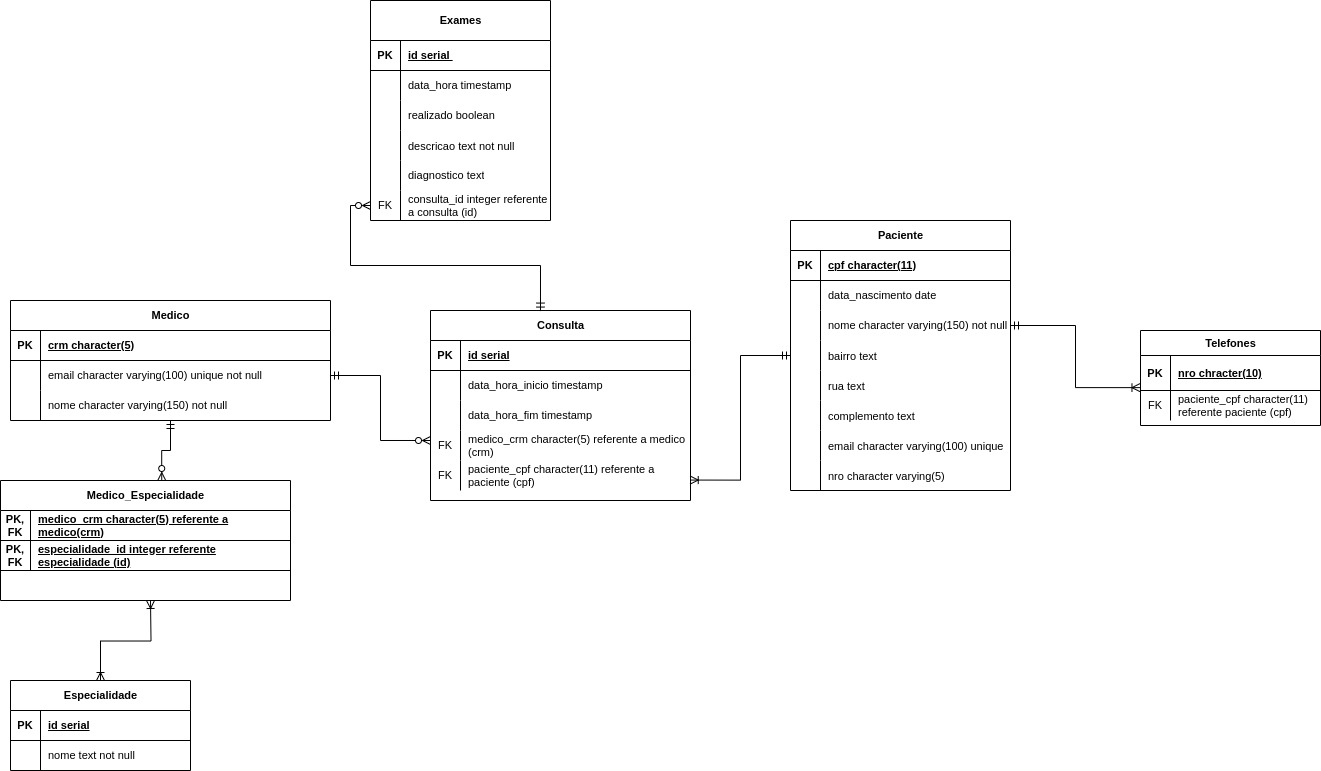 Exames
PK id serial
data_hora timestamp
realizado boolean
descricao text not null
diagnostico text
FK consulta_id integer referente
a consulta (id)
Paciente
PK cpf character(11)
data_nascimento date
nome character varying(150) not null
bairro text
rua text
complemento text
email character varying(100) unique
nro character varying(5)
Medico
PK crm character(5)
email character varying(100) unique not null
nome character varying(150) not null
Consulta
PK id serial
data_hora_inicio timestamp
data_hora_fim timestamp
FK medico_crm character(5) referente a medico
(crm)
FK paciente_cpf character(11) referente a
paciente (cpf)
Telefones
PK nro chracter(10)
FK paciente_cpf character(11)
referente paciente (cpf)
Medico_Especialidade
PK, medico_crm character(5) referente a
FK medico(crm)
PK, especialidade_id integer referente
FK especialidade (id)
Especialidade
PK id serial
nome text not null